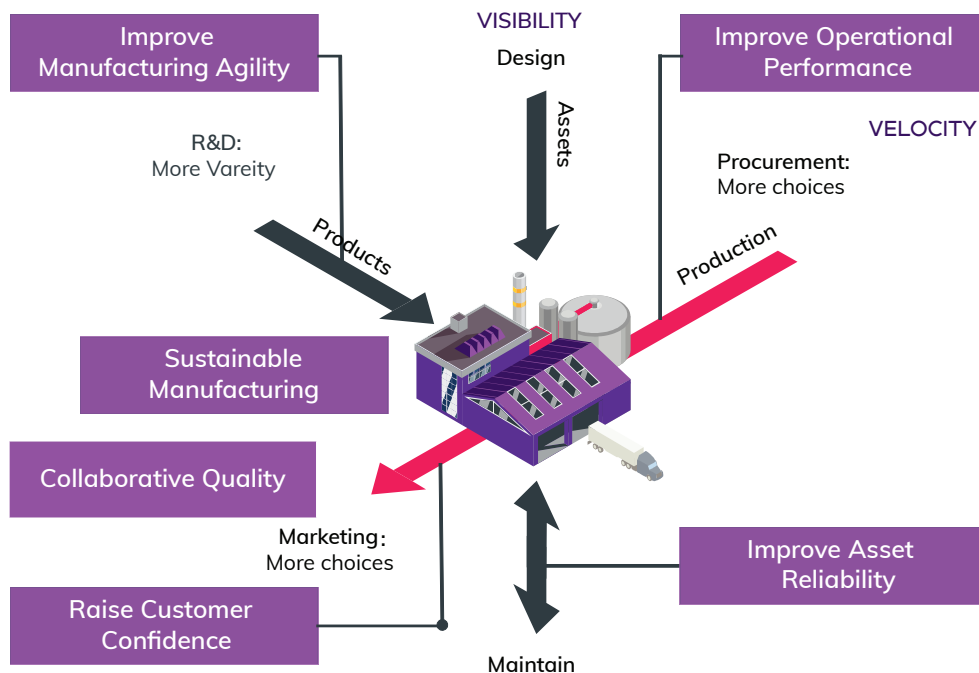 Improve
Manufacturing Agility
VISIBILITY
Design
Improve Operational
Performance
Assets
VELOCITY
R&D:
More Vareity
Procurement:
More choices
Products
Production
Sustainable
Manufacturing
Collaborative Quality
Marketing:
More choices
Improve Asset
Reliability
Raise Customer
Confidence
Maintain